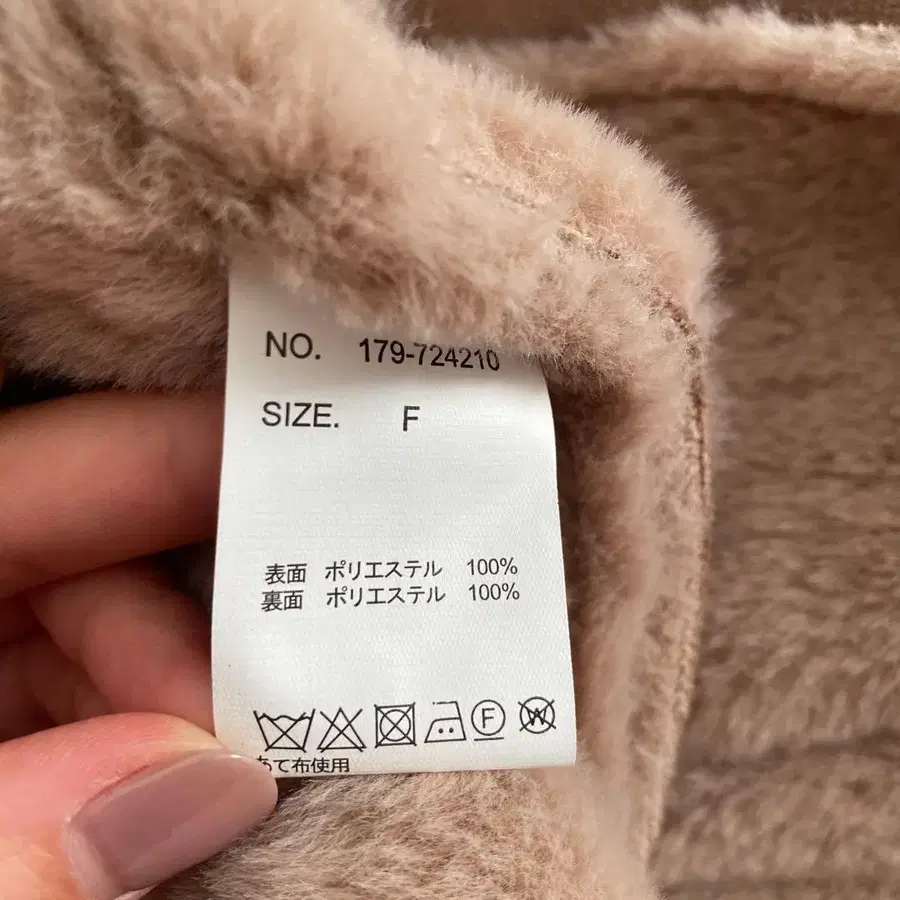 NO. 179-724210
SIZE. F
表面 ポリエステル 100%
裏面 ポリエステル 100%
F W
あて布使用